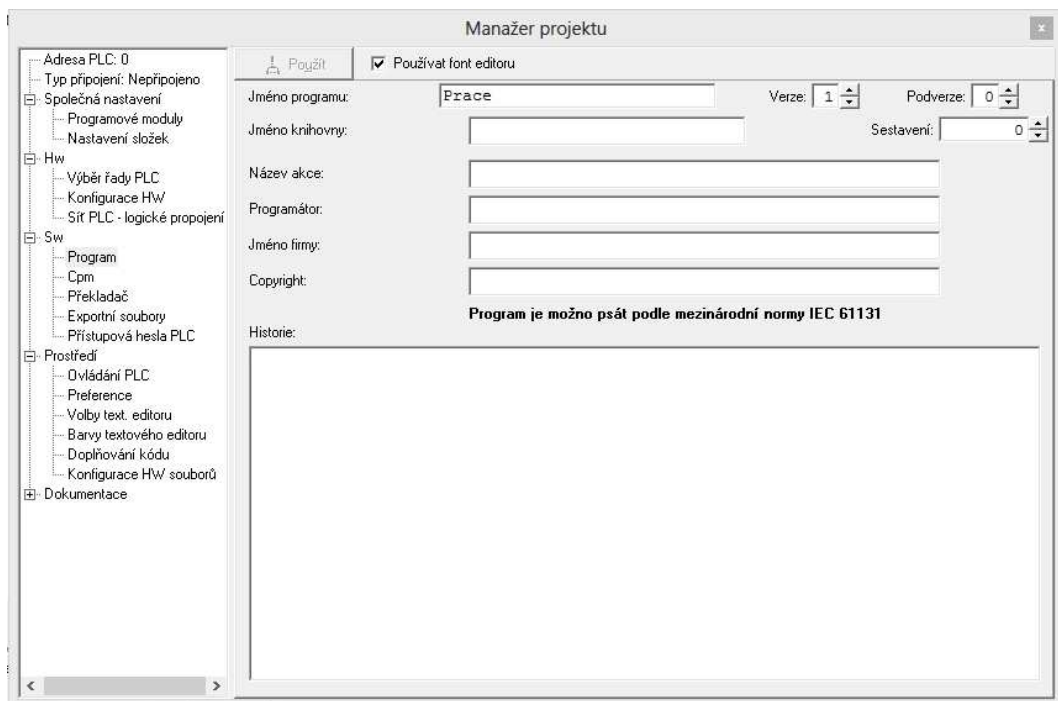 Manažer projektu
x
Adresa PLC: 0
Typ připojení: Nepřipojeno
Společná nastavení
Programové moduly
Nastavení složek
Hw
Výběr řady PLC
Konfigurace HW
Síť PLC - logické propojení
Sw
Program
Cpm
Překladač
Exportní soubory
Přístupová hesla PLC
Prostředí
Ovládání PLC
Preference
Volby text. editoru
Barvy textového editoru
Doplňování kódu
Konfigurace HW souborů
Dokumentace
Použít
Používat font editoru
Jméno programu: Prace Verze: 1 Podverze: 0
Jméno knihovny: Sestavení: 0
Název akce:
Programátor:
Jméno firmy:
Copyright:
Program je možno psát podle mezinárodní normy IEC 61131
Historie: